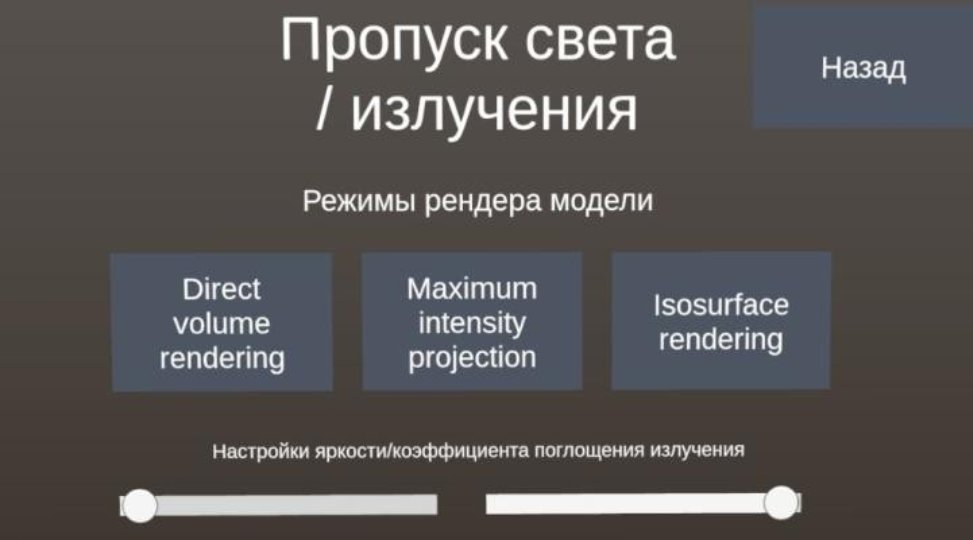 Пропуск света
/ излучения
Назад
Режимы рендера модели
Direct
volume
rendering
Maximum
intensity
projection
Isosurface
rendering
Настройки яркости/коэффициента поглощения излучения